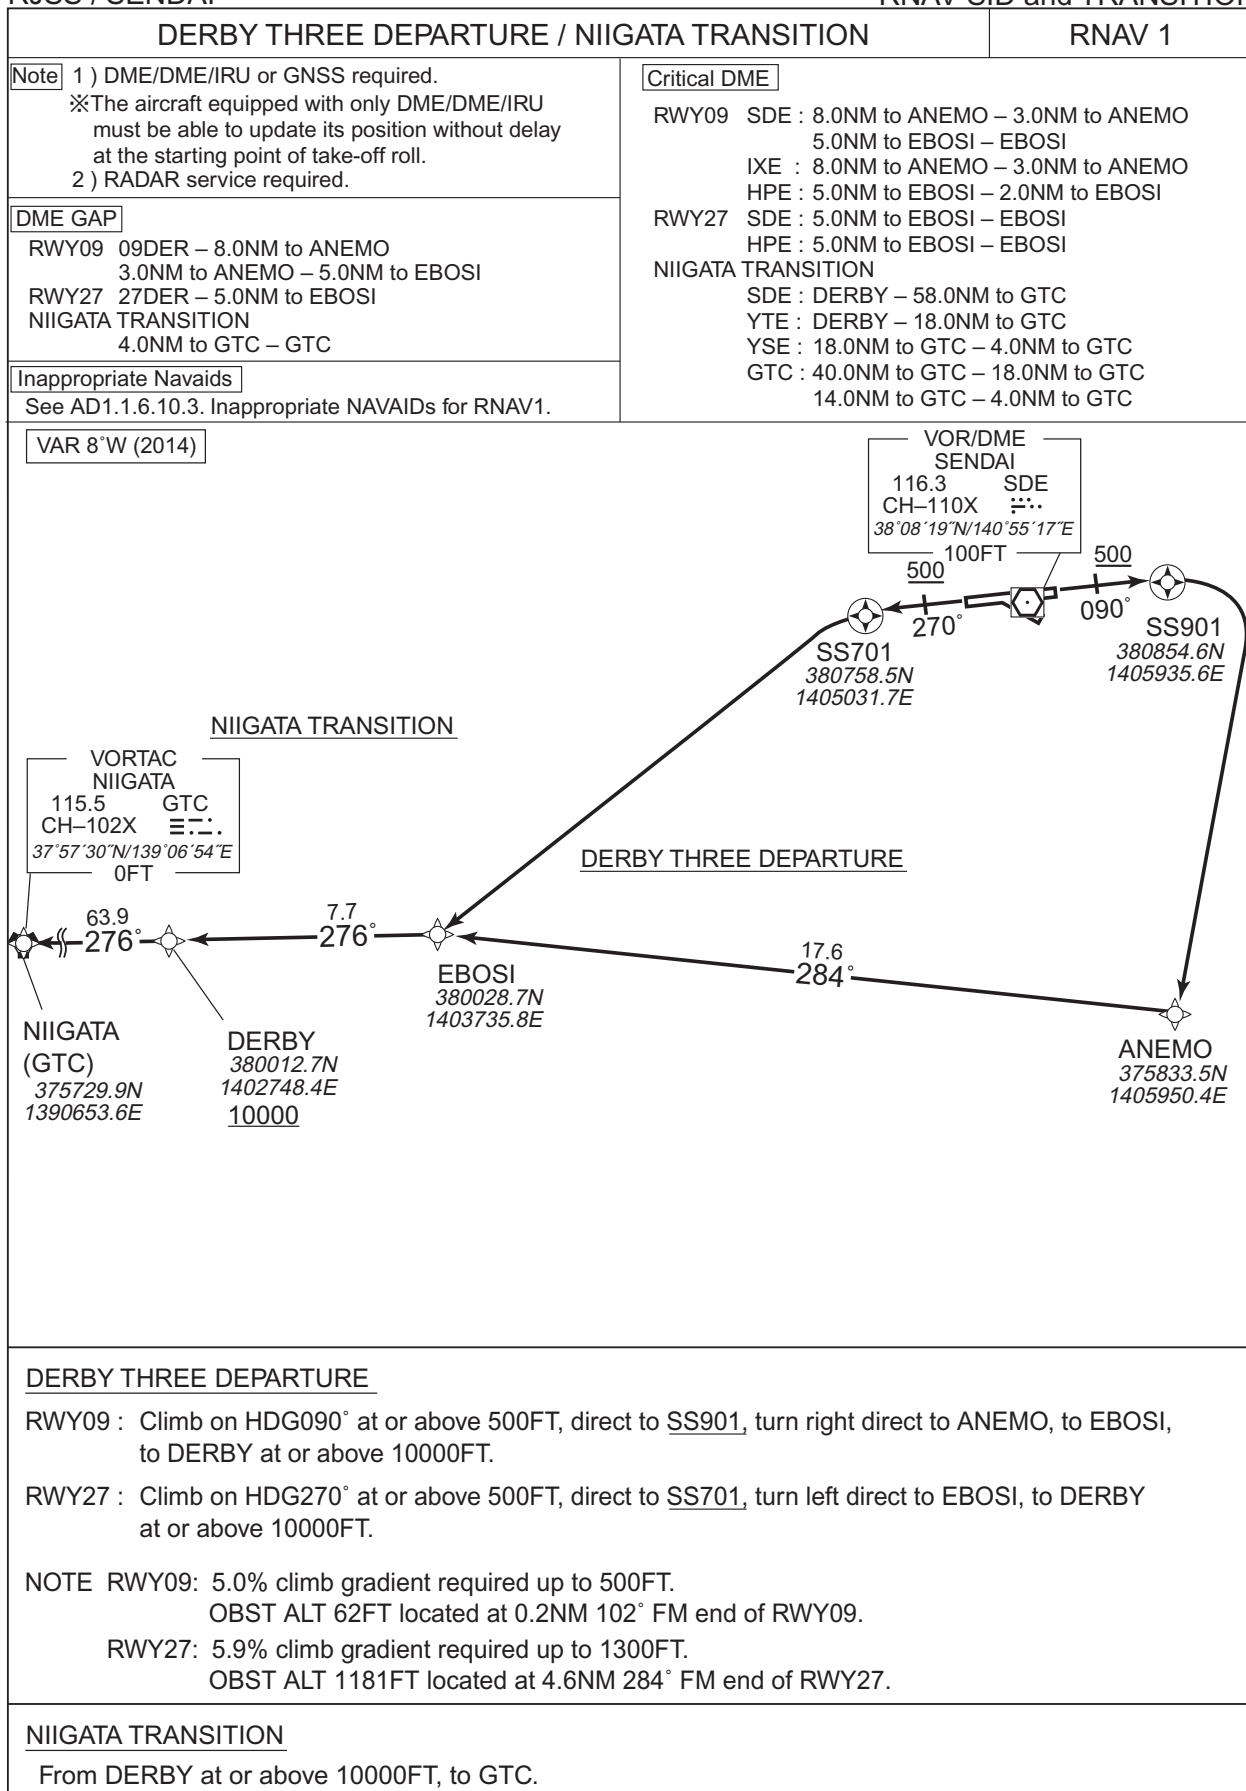 DERBY THREE DEPARTURE / NIIGATA TRANSITION
RNAV 1
Note 1 ) DME/DME/IRU or GNSS required.
※The aircraft equipped with only DME/DME/IRU
must be able to update its position without delay
at the starting point of take-off roll.
2 ) RADAR service required.
DME GAP
RWY09 09DER – 8.0NM to ANEMO
3.0NM to ANEMO – 5.0NM to EBOSI
RWY27 27DER – 5.0NM to EBOSI
NIIGATA TRANSITION
4.0NM to GTC – GTC
Inappropriate Navaids
See AD1.1.6.10.3. Inappropriate NAVAIDs for RNAV1.
Critical DME
RWY09 SDE : 8.0NM to ANEMO – 3.0NM to ANEMO
5.0NM to EBOSI – EBOSI
IXE : 8.0NM to ANEMO – 3.0NM to ANEMO
HPE : 5.0NM to EBOSI – 2.0NM to EBOSI
RWY27 SDE : 5.0NM to EBOSI – EBOSI
HPE : 5.0NM to EBOSI – EBOSI
NIIGATA TRANSITION
SDE : DERBY – 58.0NM to GTC
YTE : DERBY – 18.0NM to GTC
YSE : 18.0NM to GTC – 4.0NM to GTC
GTC : 40.0NM to GTC – 18.0NM to GTC
14.0NM to GTC – 4.0NM to GTC
VAR 8°W (2014)
VOR/DME
SENDAI
116.3 SDE
CH–110X
38°08´19˝N/140°55´17˝E
100FT
500
500
270°
090°
SS701
380758.5N
1405031.7E
SS901
380854.6N
1405935.6E
NIIGATA TRANSITION
VORTAC
NIIGATA
115.5 GTC
CH–102X
37°57´30˝N/139°06´54˝E
0FT
DERBY THREE DEPARTURE
63.9
276°
7.7
276°
17.6
284°
EBOSI
380028.7N
1403735.8E
NIIGATA
(GTC)
375729.9N
1390653.6E
DERBY
380012.7N
1402748.4E
10000
ANEMO
375833.5N
1405950.4E
DERBY THREE DEPARTURE
RWY09 : Climb on HDG090° at or above 500FT, direct to SS901, turn right direct to ANEMO, to EBOSI,
to DERBY at or above 10000FT.
RWY27 : Climb on HDG270° at or above 500FT, direct to SS701, turn left direct to EBOSI, to DERBY
at or above 10000FT.
NOTE RWY09: 5.0% climb gradient required up to 500FT.
OBST ALT 62FT located at 0.2NM 102° FM end of RWY09.
RWY27: 5.9% climb gradient required up to 1300FT.
OBST ALT 1181FT located at 4.6NM 284° FM end of RWY27.
NIIGATA TRANSITION
From DERBY at or above 10000FT, to GTC.